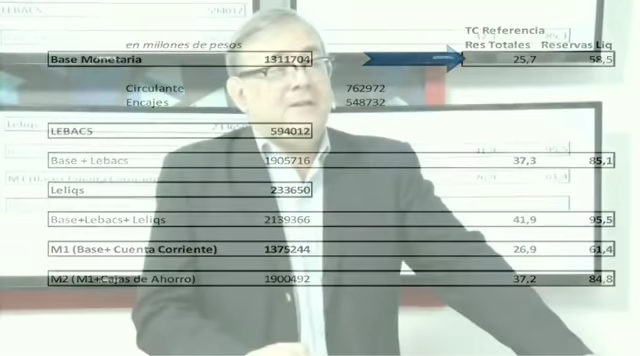 TC Referencia
en millones de pesos Res Totales Reservas Liq
Base Monetaria 1311704 25,7 58,5
Circulante 762972
Encajes 548732
LEBACS 594012
Base + Lebacs 1905716 37,3 85,1
Leliqs 233650
Base+Lebacs+ Leliqs 2139366 41,9 95,5
M1 (Base+ Cuenta Corriente) 1375244 26,9 61,4
M2 (M1+Cajas de Ahorro) 1900492 37,2 84,8